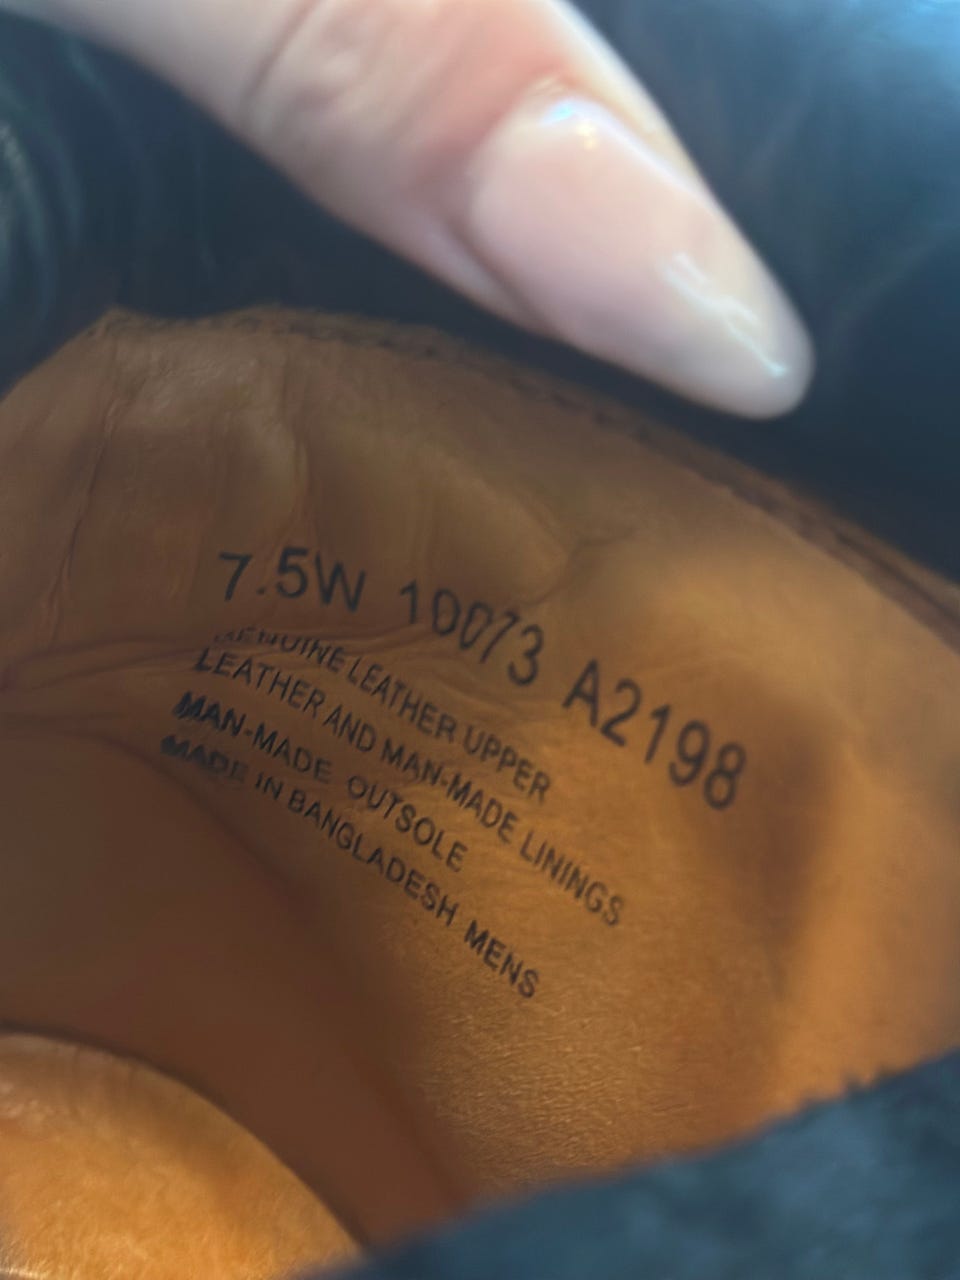 7.5W 10073 A2198
GENUINE LEATHER UPPER
LEATHER AND MAN-MADE LININGS
MAN-MADE OUTSOLE
MADE IN BANGLADESH MENS